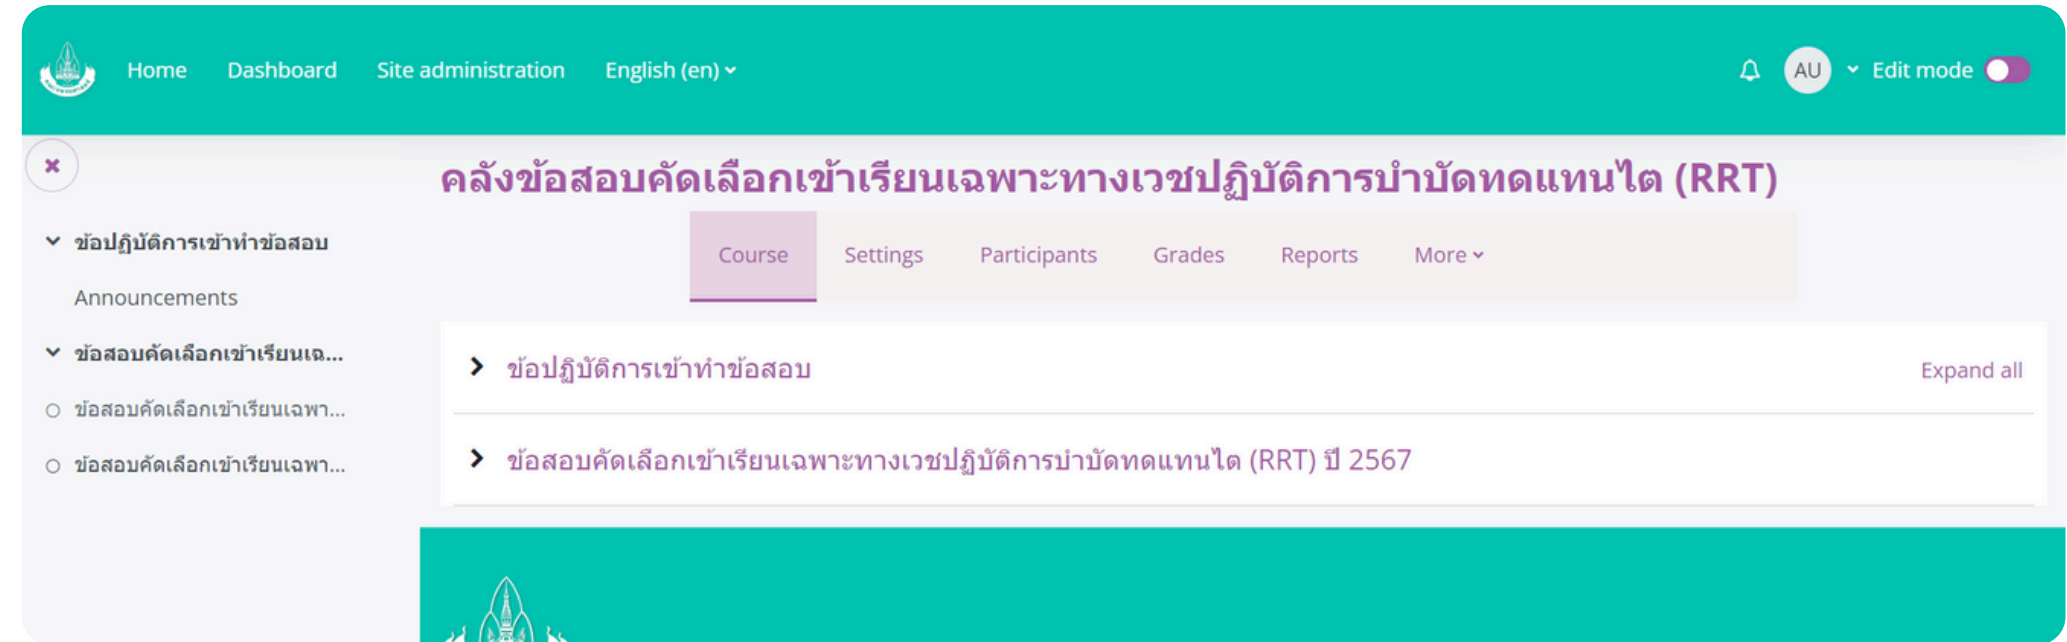 Home Dashboard Site administration English (en)
AU Edit mode
คลังข้อสอบคัดเลือกเข้าเรียนเฉพาะทางเวชปฏิบัติการบำบัดทดแทนไต (RRT)
Course Settings Participants Grades Reports More
ข้อปฏิบัติการเข้าทำข้อสอบ
Announcements
ข้อสอบคัดเลือกเข้าเรียนเฉ...
ข้อสอบคัดเลือกเข้าเรียนเฉพา...
ข้อสอบคัดเลือกเข้าเรียนเฉพา...
ข้อปฏิบัติการเข้าทำข้อสอบ Expand all
ข้อสอบคัดเลือกเข้าเรียนเฉพาะทางเวชปฏิบัติการบำบัดทดแทนไต (RRT) ปี 2567